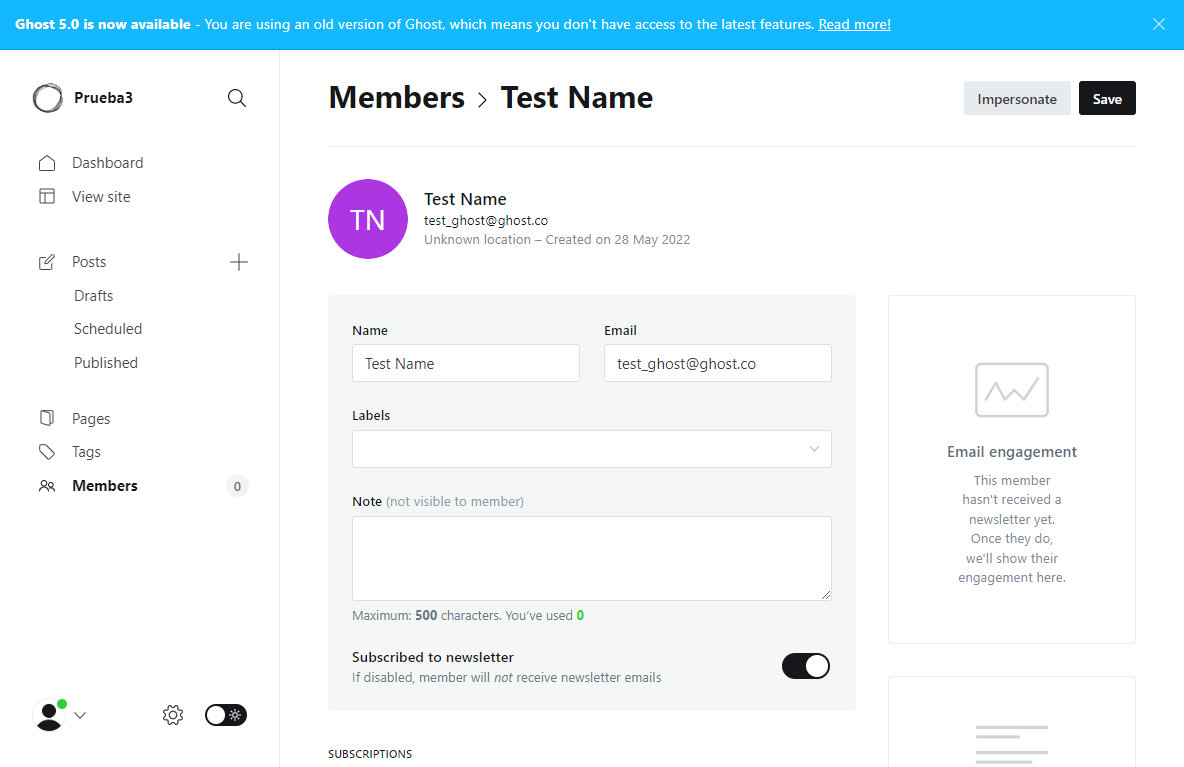 Ghost 5.0 is now available - You are using an old version of Ghost, which means you don't have access to the latest features. Read more!
Prueba3
Dashboard
View site
Posts
Drafts
Scheduled
Published
Pages
Tags
Members
0
Members > Test Name
Impersonate
Save
TN
Test Name
test_ghost@ghost.co
Unknown location – Created on 28 May 2022
Name
Email
Test Name
test_ghost@ghost.co
Labels
Note (not visible to member)
Maximum: 500 characters. You’ve used 0
Subscribed to newsletter
If disabled, member will not receive newsletter emails
SUBSCRIPTIONS
Email engagement
This member
hasn't received a
newsletter yet.
Once they do,
we'll show their
engagement here.